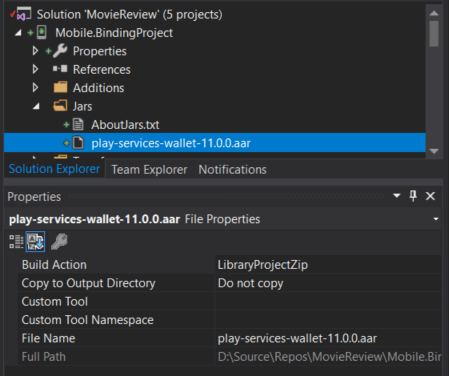 Solution 'MovieReview' (5 projects)
Mobile.BindingProject
Properties
References
Additions
Jars
AboutJars.txt
play-services-wallet-11.0.0.aar
Solution Explorer Team Explorer Notifications
Properties
play-services-wallet-11.0.0.aar File Properties
Build Action LibraryProjectZip
Copy to Output Directory Do not copy
Custom Tool
Custom Tool Namespace
File Name play-services-wallet-11.0.0.aar
Full Path D:\Source\Repos\MovieReview\Mobile.Bin